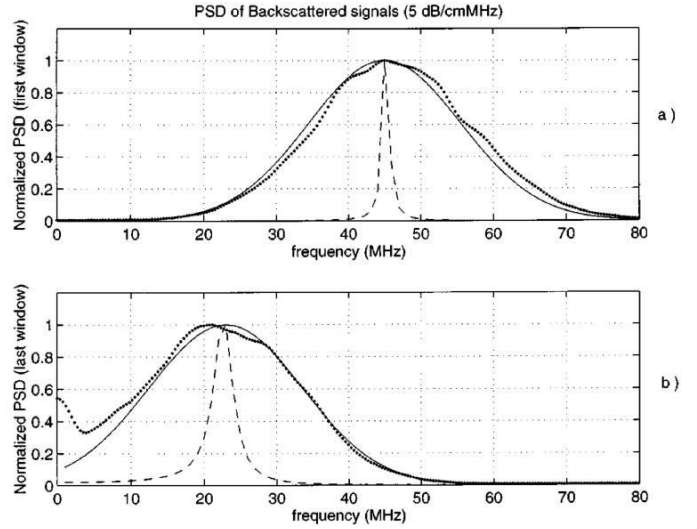 PSD of Backscattered signals (5 dB/cmMHz)
Normalized PSD (first window)
1
0.8
0.6
0.4
0.2
0
0 10 20 30 40 50 60 70 80
frequency (MHz)
a )
Normalized PSD (last window)
1
0.8
0.6
0.4
0.2
0
0 10 20 30 40 50 60 70 80
frequency (MHz)
b )